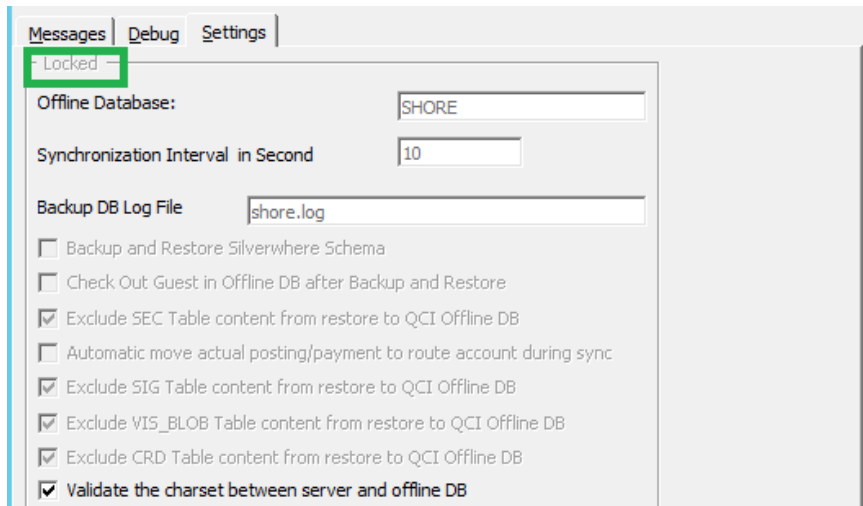 Messages Debug Settings
Locked
Offline Database: SHORE
Synchronization Interval in Second 10
Backup DB Log File shore.log
Backup and Restore Silverwhere Schema
Check Out Guest in Offline DB after Backup and Restore
Exclude SEC Table content from restore to QCI Offline DB
Automatic move actual posting/payment to route account during sync
Exclude SIG Table content from restore to QCI Offline DB
Exclude VIS_BLOB Table content from restore to QCI Offline DB
Exclude CRD Table content from restore to QCI Offline DB
Validate the charset between server and offline DB